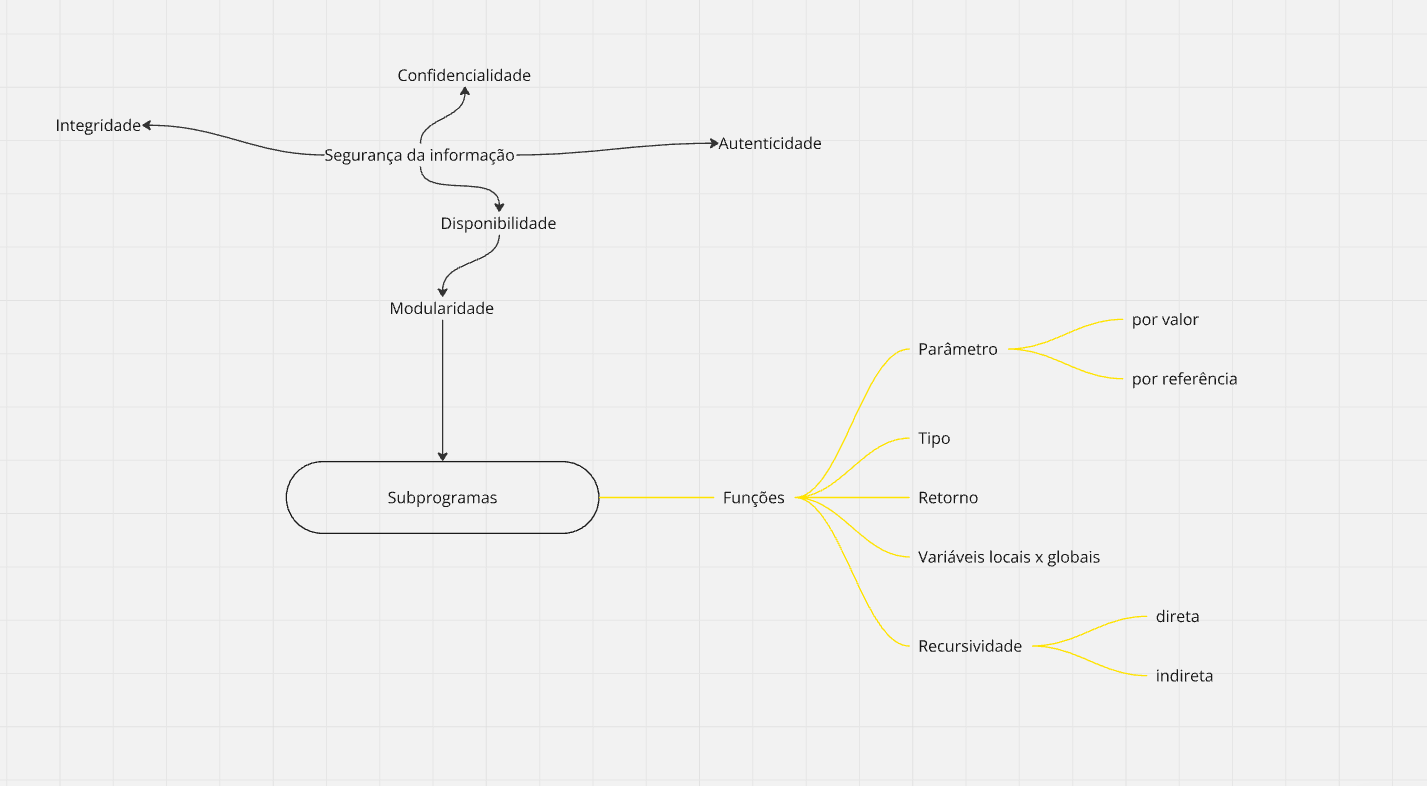 Confidencialidade
Integridade
Autenticidade
Segurança da informação
Disponibilidade
Modularidade
Subprogramas
Funções
Parâmetro
por valor
por referência
Tipo
Retorno
Variáveis locais x globais
Recursividade
direta
indireta